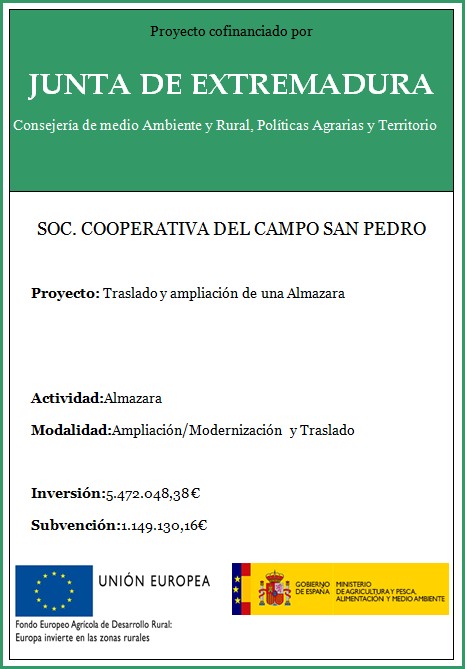 Proyecto cofinanciado por
JUNTA DE EXTREMADURA
Consejería de medio Ambiente y Rural, Políticas Agrarias y Territorio
SOC. COOPERATIVA DEL CAMPO SAN PEDRO
Proyecto: Traslado y ampliación de una Almazara
Actividad:Almazara
Modalidad:Ampliación/Modernización y Traslado
Inversión:5.472.048,38€
Subvención:1.149.130,16€
UNIÓN EUROPEA
Fondo Europeo Agrícola de Desarrollo Rural:
Europa invierte en las zonas rurales
GOBIERNO
DE ESPAÑA
MINISTERIO
DE AGRICULTURA Y PESCA,
ALIMENTACIÓN Y MEDIO AMBIENTE